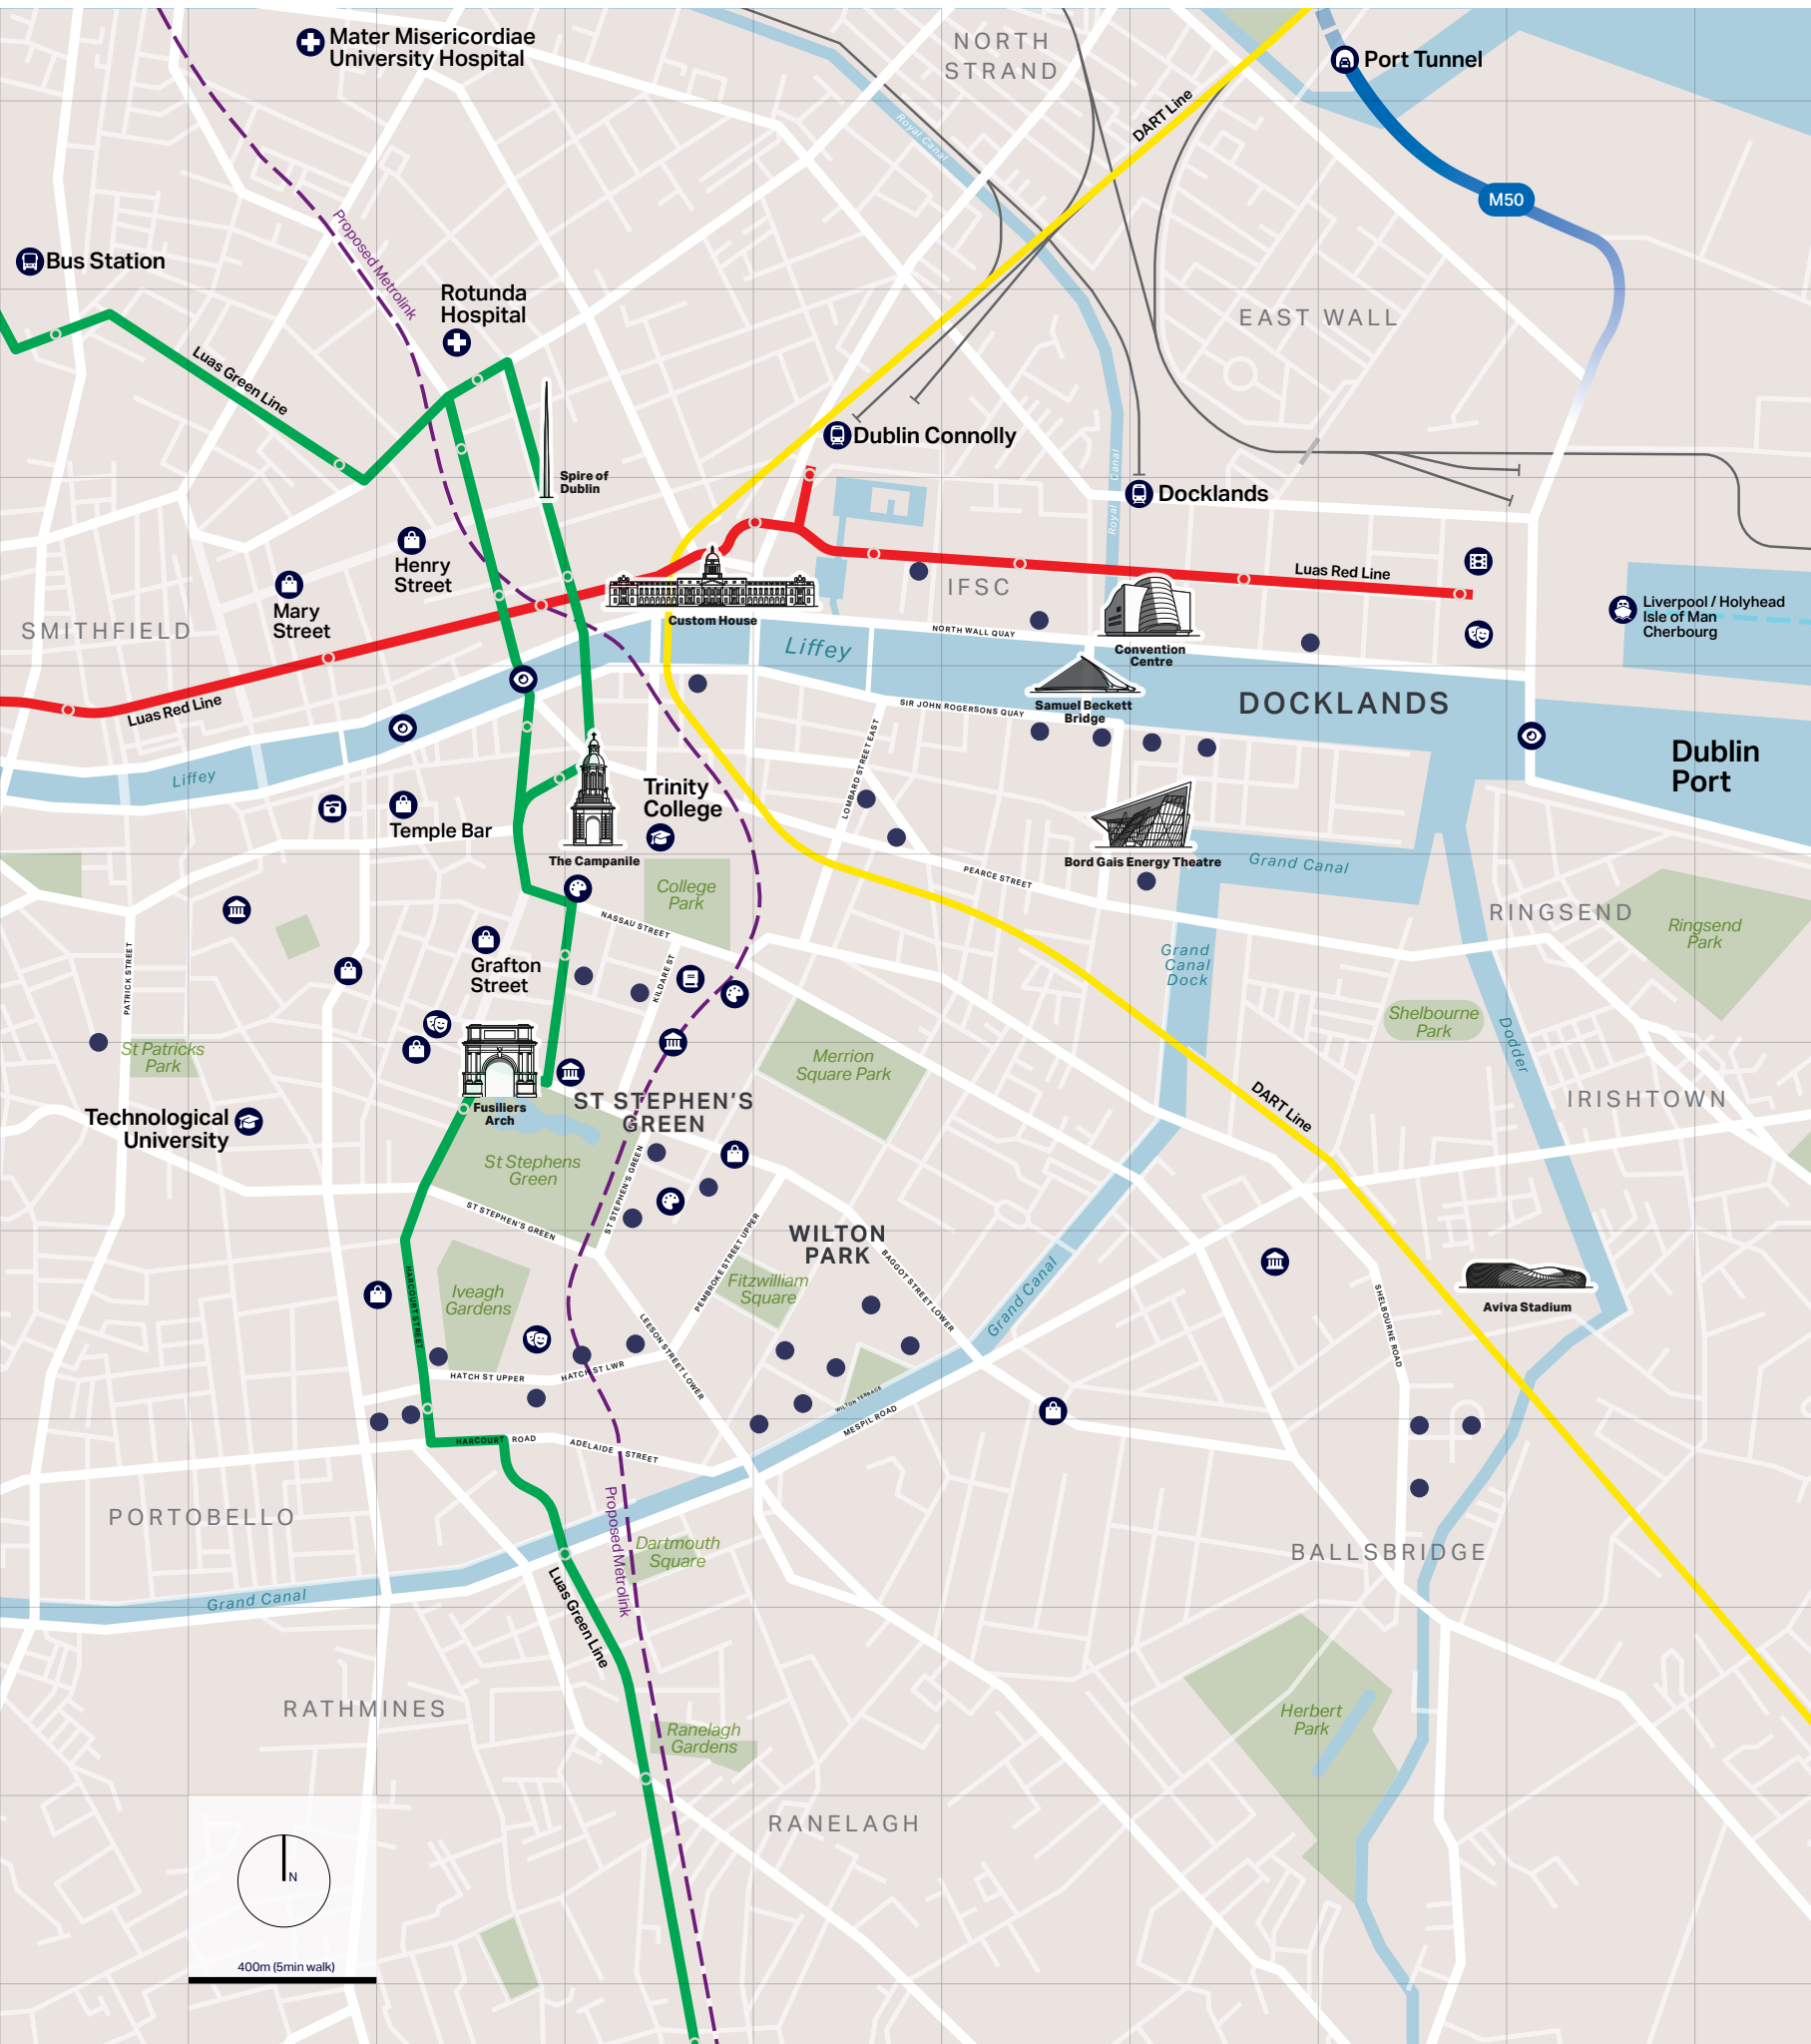 Mater Misericordiae
University Hospital
NORTH
STRAND
Port Tunnel
DART Line
Royal Canal
M50
Proposed Metrolink
Bus Station
Rotunda
Hospital
EAST WALL
Luas Green Line
Dublin Connolly
Spire of
Dublin
Docklands
Royal Canal
Henry
Street
Mary
Street
SMITHFIELD
Luas Red Line
IFSC
Liverpool / Holyhead
Isle of Man
Cherbourg
Custom House
NORTH WALL QUAY
Liffey
Convention
Centre
Samuel Beckett
Bridge
DOCKLANDS
SIR JOHN ROGERSONS QUAY
Luas Red Line
LOMBARD STREET EAST
Dublin
Port
Liffey
Trinity
College
Temple Bar
The Campanile
Bord Gais Energy Theatre
Grand Canal
PEARCE STREET
College
Park
NASSAU STREET
RINGSEND
Ringsend
Park
Grafton
Street
KILDARE ST
PATRICK STREET
Grand
Canal
Dock
Shelbourne
Park
Dodder
St Patricks
Park
Merrion
Square Park
Technological
University
Fusiliers
Arch
ST STEPHEN'S
GREEN
DART Line
IRISHTOWN
St Stephens
Green
ST STEPHEN'S GREEN
ST STEPHEN'S GREEN
PEMBROKE STREET UPPER
WILTON
PARK
BAGGOT STREET LOWER
Fitzwilliam
Square
Grand Canal
Iveagh
Gardens
HARCOURT STREET
LEESON STREET LOWER
SHELBOURNE ROAD
Aviva Stadium
HATCH ST UPPER
HATCH ST LWR
WILTON TERRACE
MESPIL ROAD
HARCOURT ROAD
ADELAIDE STREET
PORTOBELLO
Proposed Metrolink
Dartmouth
Square
BALLSBRIDGE
Grand Canal
Luas Green Line
RATHMINES
Ranelagh
Gardens
Herbert
Park
RANELAGH
N
400m (5min walk)